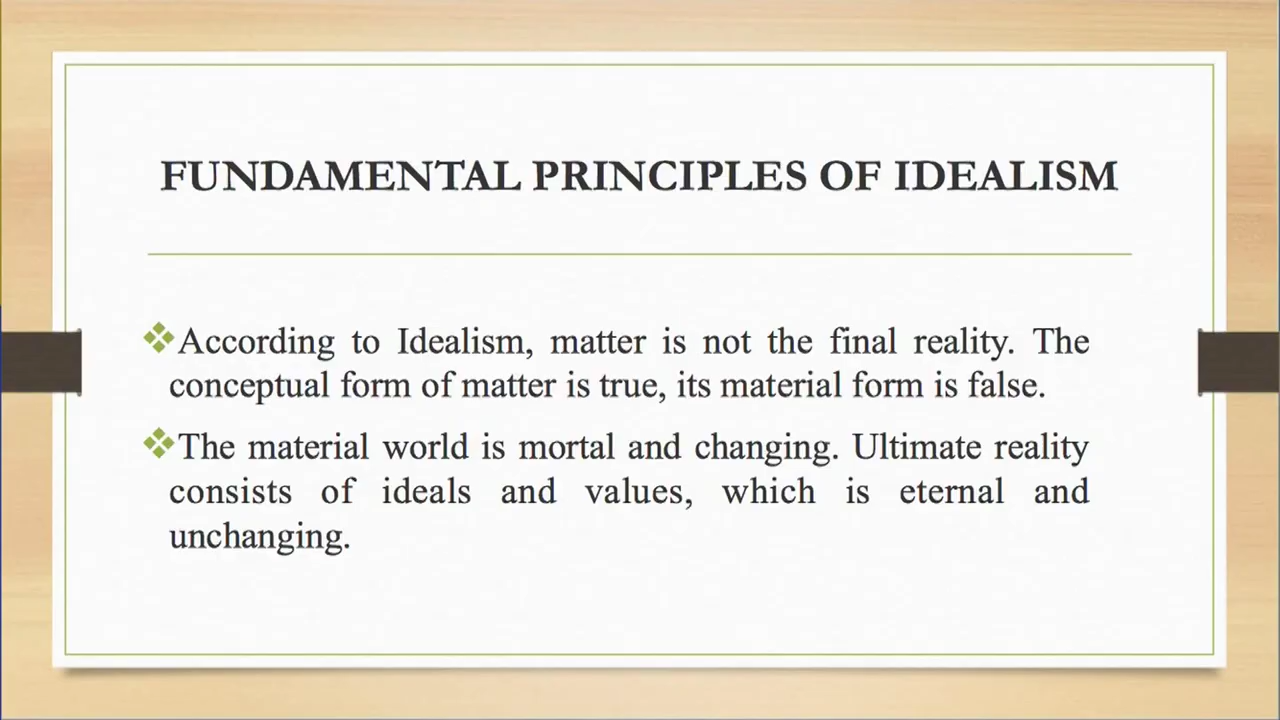 FUNDAMENTAL PRINCIPLES OF IDEALISM
❖According to Idealism, matter is not the final reality. The
conceptual form of matter is true, its material form is false.
❖The material world is mortal and changing. Ultimate reality
consists of ideals and values, which is eternal and
unchanging.